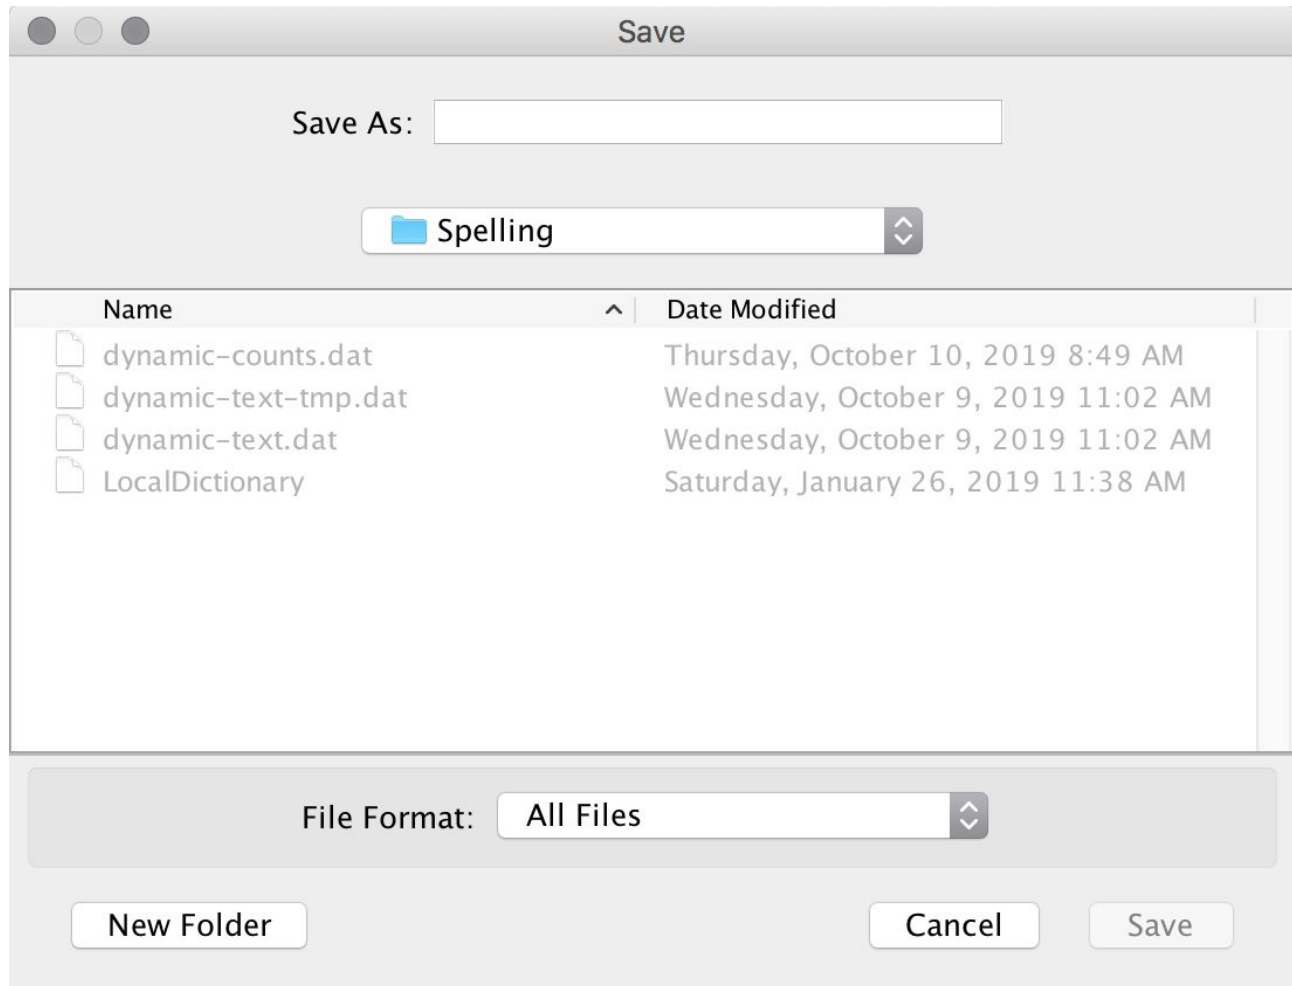 Save
Save As:
Spelling
Name Date Modified
dynamic-counts.dat Thursday, October 10, 2019 8:49 AM
dynamic-text-tmp.dat Wednesday, October 9, 2019 11:02 AM
dynamic-text.dat Wednesday, October 9, 2019 11:02 AM
LocalDictionary Saturday, January 26, 2019 11:38 AM
File Format: All Files
New Folder Cancel Save